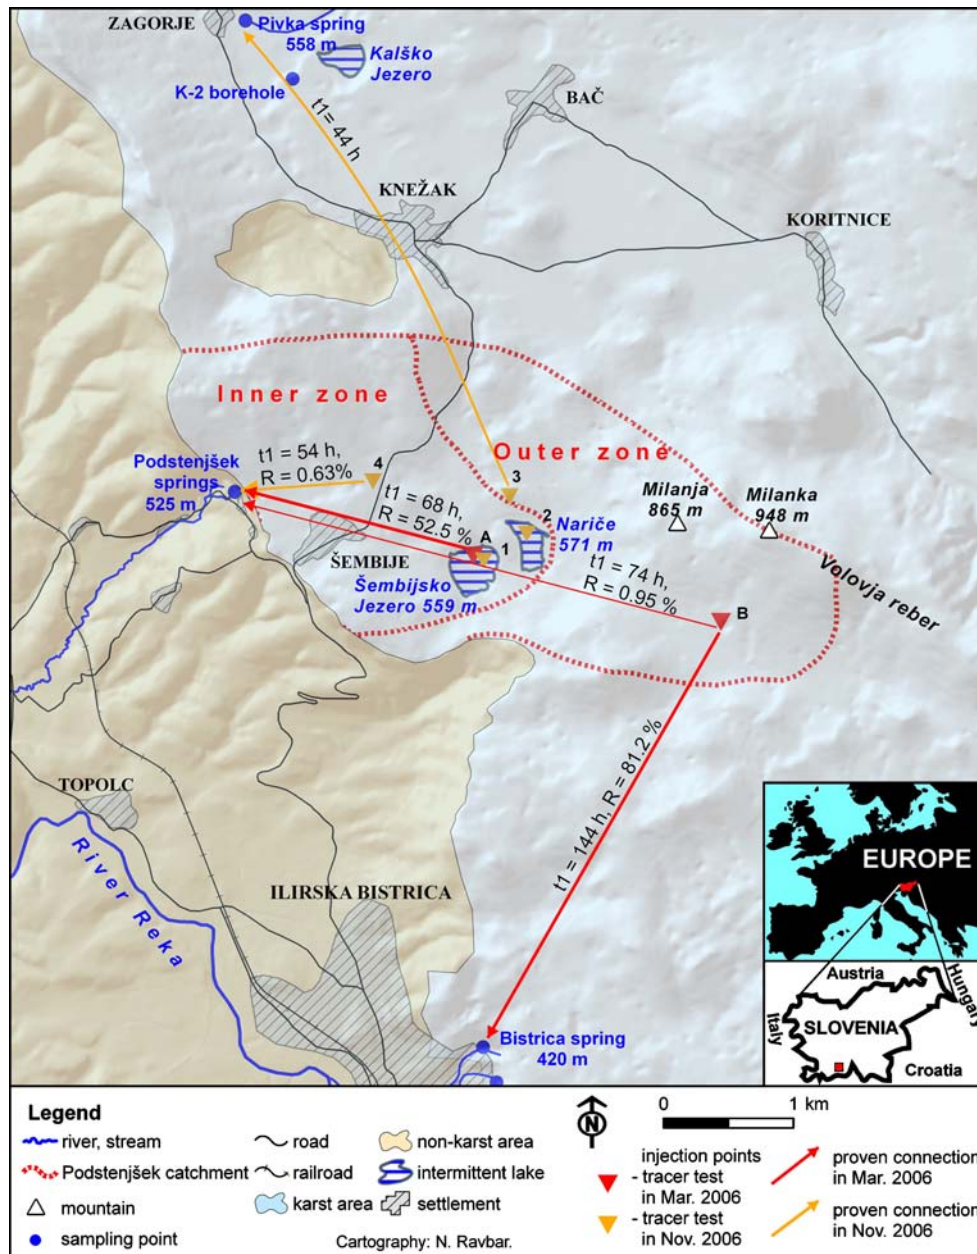 ZAGORJE
Pivka spring
558 m
Kalško
Jezero
K-2 borehole
BAČ
t1= 44 h
KNEŽAK
KORITNICE
Inner zone
Outer zone
t1 = 54 h,
R = 0.63%
4
3
Podstenjšek
springs
525 m
t1 = 68 h,
R = 52.5 %
A
1
2
Nariče
571 m
Milanja
865 m
Milanka
948 m
Volovja reber
ŠEMBIJE
Šembijsko
Jezero 559 m
t1 = 74 h,
R = 0.95 %
B
t1 = 144 h, R = 81.2 %
TOPOLC
River Reka
ILIRSKA BISTRICA
Bistrica spring
420 m
EUROPE
Austria
Hungary
Italy
SLOVENIA
Croatia
Legend
river, stream
road
non-karst area
Podstenjšek catchment
railroad
intermittent lake
mountain
karst area
settlement
sampling point
Cartography: N. Ravbar.
N
0 1 km
injection points
- tracer test
in Mar. 2006
- tracer test
in Nov. 2006
proven connection
in Mar. 2006
proven connection
in Nov. 2006